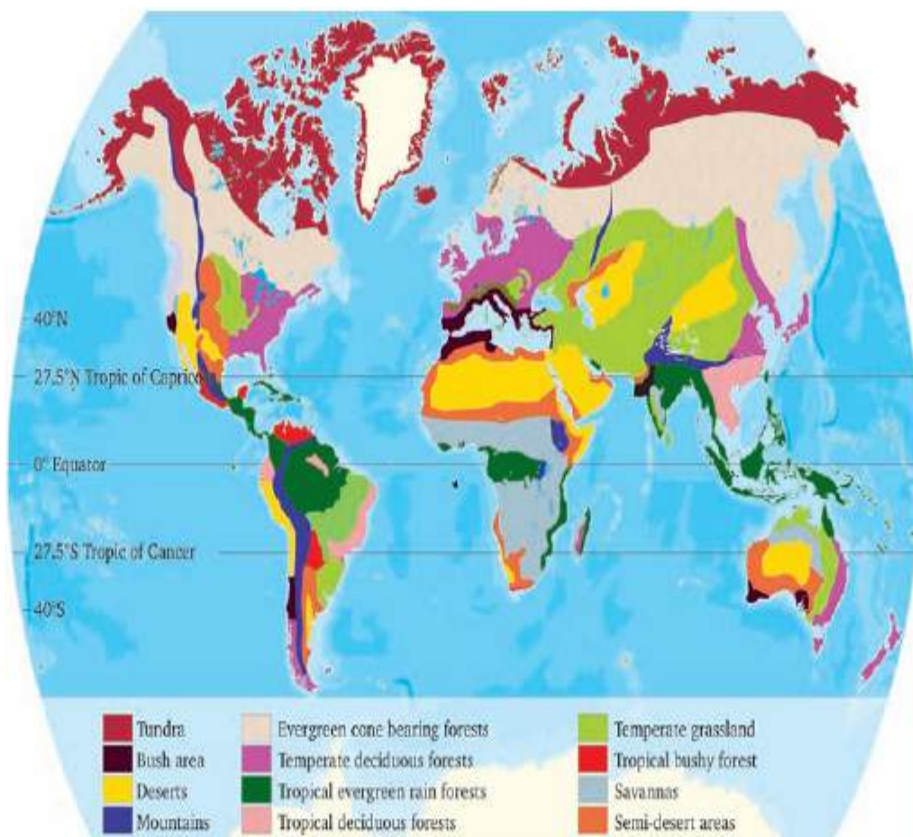 40°N
27.5°N Tropic of Caprico
0° Equator
27.5°S Tropic of Cancer
40°S
Tundra
Bush area
Deserts
Mountains
Evergreen cone bearing forests
Temperate deciduous forests
Tropical evergreen rain forests
Tropical deciduous forests
Temperate grassland
Tropical bushy forest
Savannas
Semi-desert areas